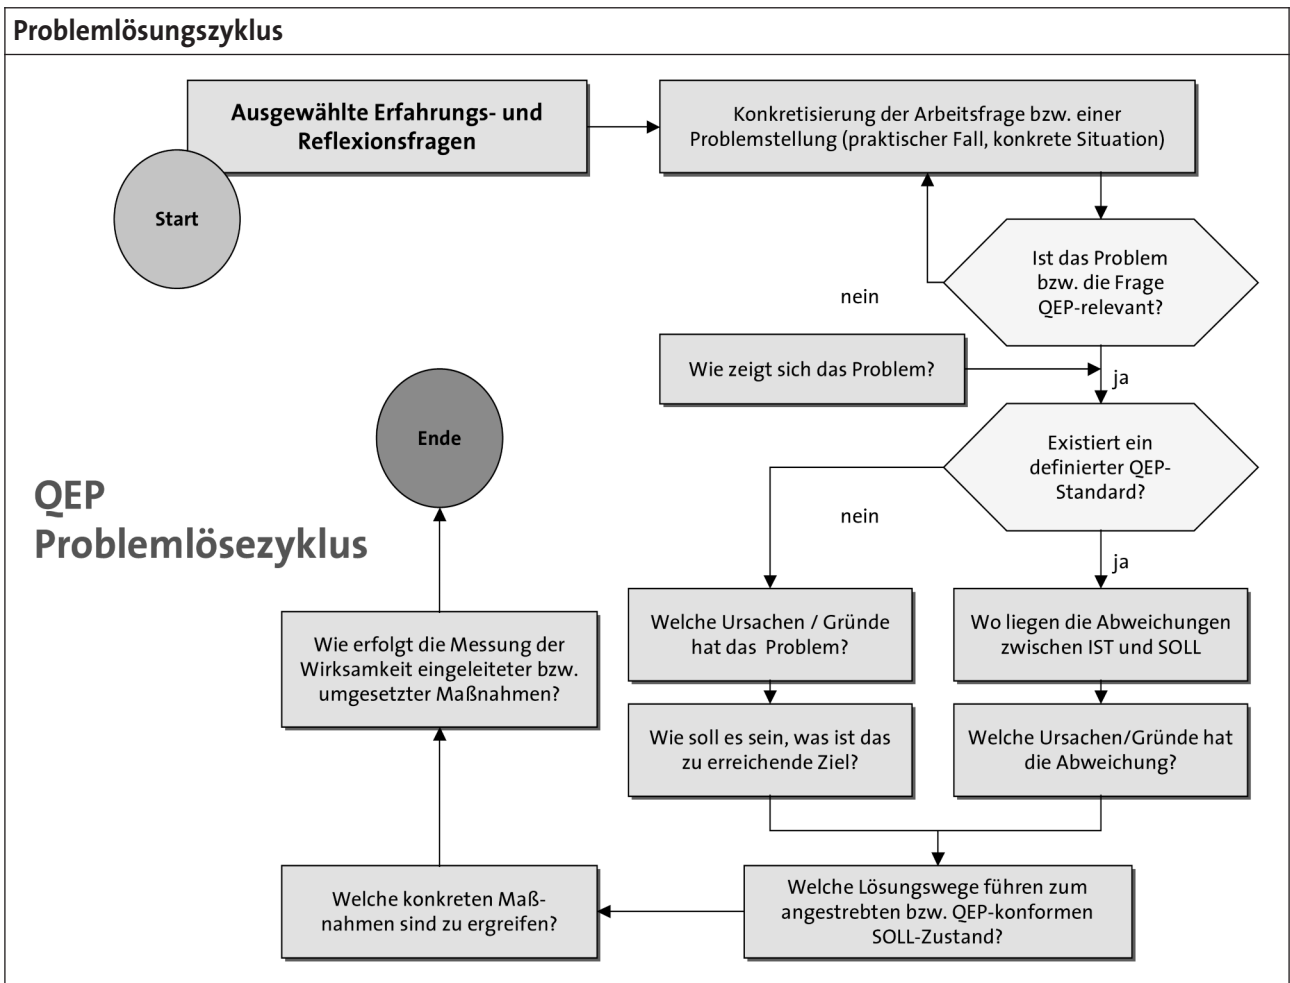 Problemlösungszyklus
Ausgewählte Erfahrungs- und
Reflexionsfragen
Konkretisierung der Arbeitsfrage bzw. einer
Problemstellung (praktischer Fall, konkrete Situation)
Start
Ist das Problem
bzw. die Frage
QEP-relevant?
nein
Wie zeigt sich das Problem?
ja
Ende
Existiert ein
definierter QEP-
Standard?
QEP
Problemlösezyklus
nein
ja
Welche Ursachen / Gründe
hat das Problem?
Wo liegen die Abweichungen
zwischen IST und SOLL
Wie erfolgt die Messung der
Wirksamkeit eingeleiteter bzw.
umgesetzter Maßnahmen?
Wie soll es sein, was ist das
zu erreichende Ziel?
Welche Ursachen/Gründe hat
die Abweichung?
Welche konkreten Maß-
nahmen sind zu ergreifen?
Welche Lösungswege führen zum
angestrebten bzw. QEP-konformen
SOLL-Zustand?